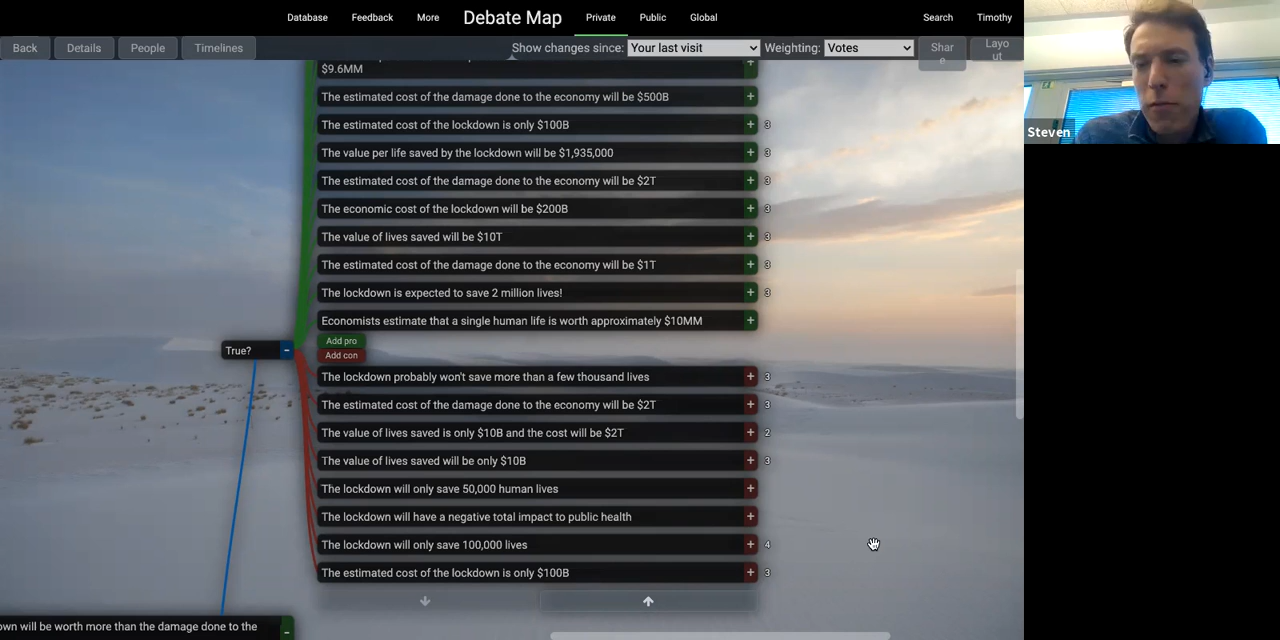 Database Feedback More Debate Map Private Public Global Search Timothy
Back Details People Timelines Show changes since: Your last visit Weighting: Votes Share Layout
$9.6MM +
The estimated cost of the damage done to the economy will be $500B +
The estimated cost of the lockdown is only $100B + 3
The value per life saved by the lockdown will be $1,935,000 + 3
The estimated cost of the damage done to the economy will be $2T + 3
The economic cost of the lockdown will be $200B + 3
The value of lives saved will be $10T + 3
The estimated cost of the damage done to the economy will be $1T + 3
The lockdown is expected to save 2 million lives! + 3
Economists estimate that a single human life is worth approximately $10MM +
Add pro
True? −
Add con
The lockdown probably won't save more than a few thousand lives + 3
The estimated cost of the damage done to the economy will be $2T + 3
The value of lives saved is only $10B and the cost will be $2T + 2
The value of lives saved will be only $10B + 3
The lockdown will only save 50,000 human lives +
The lockdown will have a negative total impact to public health +
The lockdown will only save 100,000 lives + 4
The estimated cost of the lockdown is only $100B + 3
own will be worth more than the damage done to the −
Steven